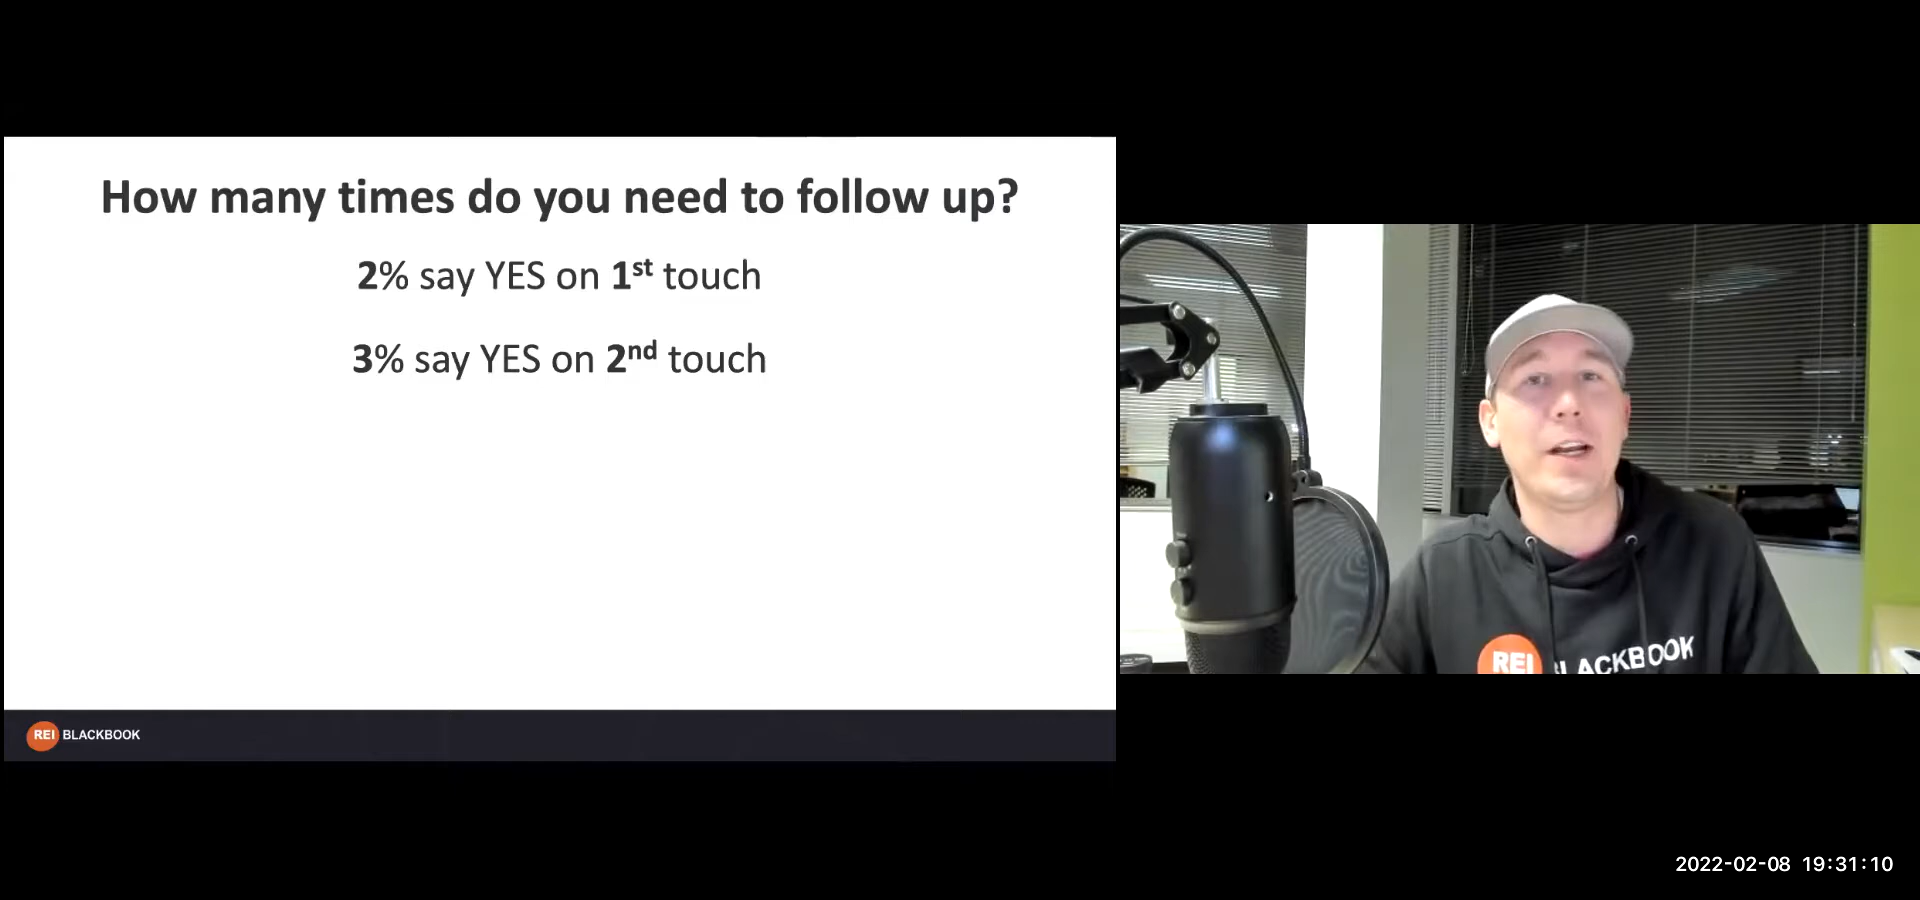 How many times do you need to follow up?
2% say YES on 1st touch
3% say YES on 2nd touch
REI BLACKBOOK
REI BLACKBOOK
2022-02-08 19:31:10